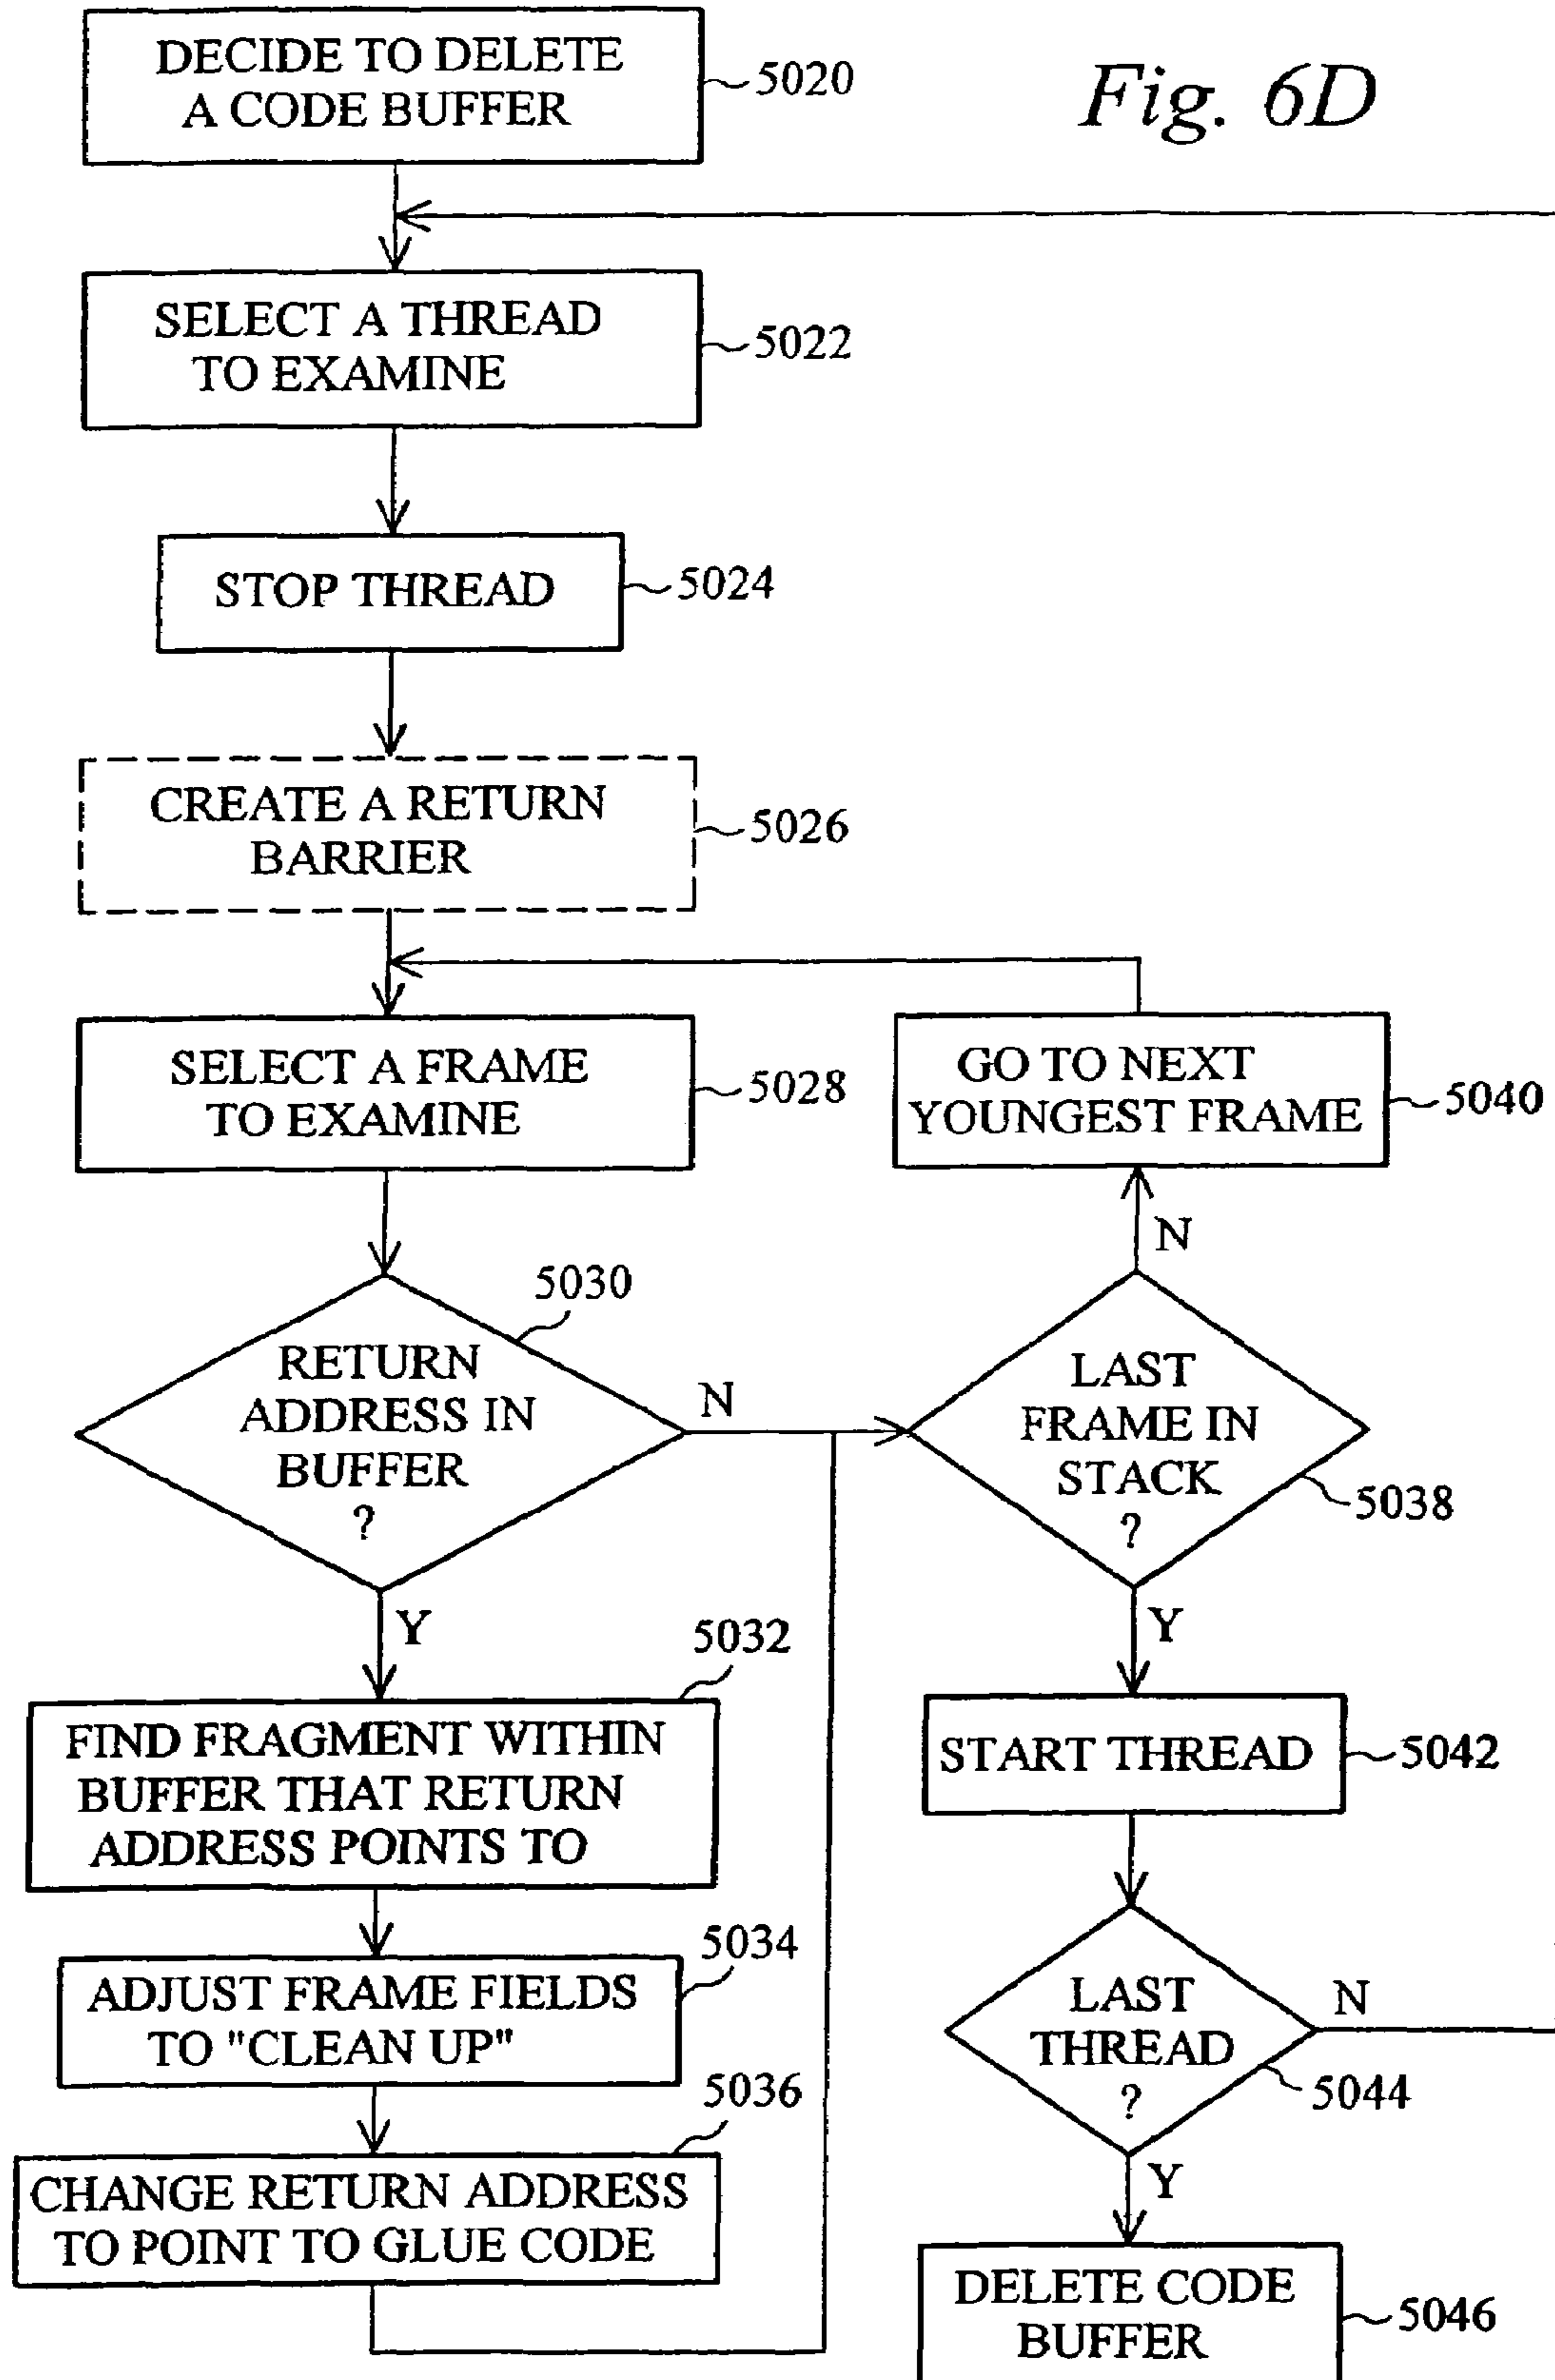 DECIDE TO DELETE
A CODE BUFFER
5020
Fig. 6D
SELECT A THREAD
TO EXAMINE
5022
STOP THREAD
5024
CREATE A RETURN
BARRIER
5026
SELECT A FRAME
TO EXAMINE
5028
GO TO NEXT
YOUNGEST FRAME
5040
N
5030
RETURN
ADDRESS IN
BUFFER
?
N
LAST
FRAME IN
STACK
?
5038
Y
Y
5032
FIND FRAGMENT WITHIN
BUFFER THAT RETURN
ADDRESS POINTS TO
START THREAD
5042
5034
ADJUST FRAME FIELDS
TO "CLEAN UP"
LAST
THREAD
?
N
5044
5036
CHANGE RETURN ADDRESS
TO POINT TO GLUE CODE
Y
DELETE CODE
BUFFER
5046